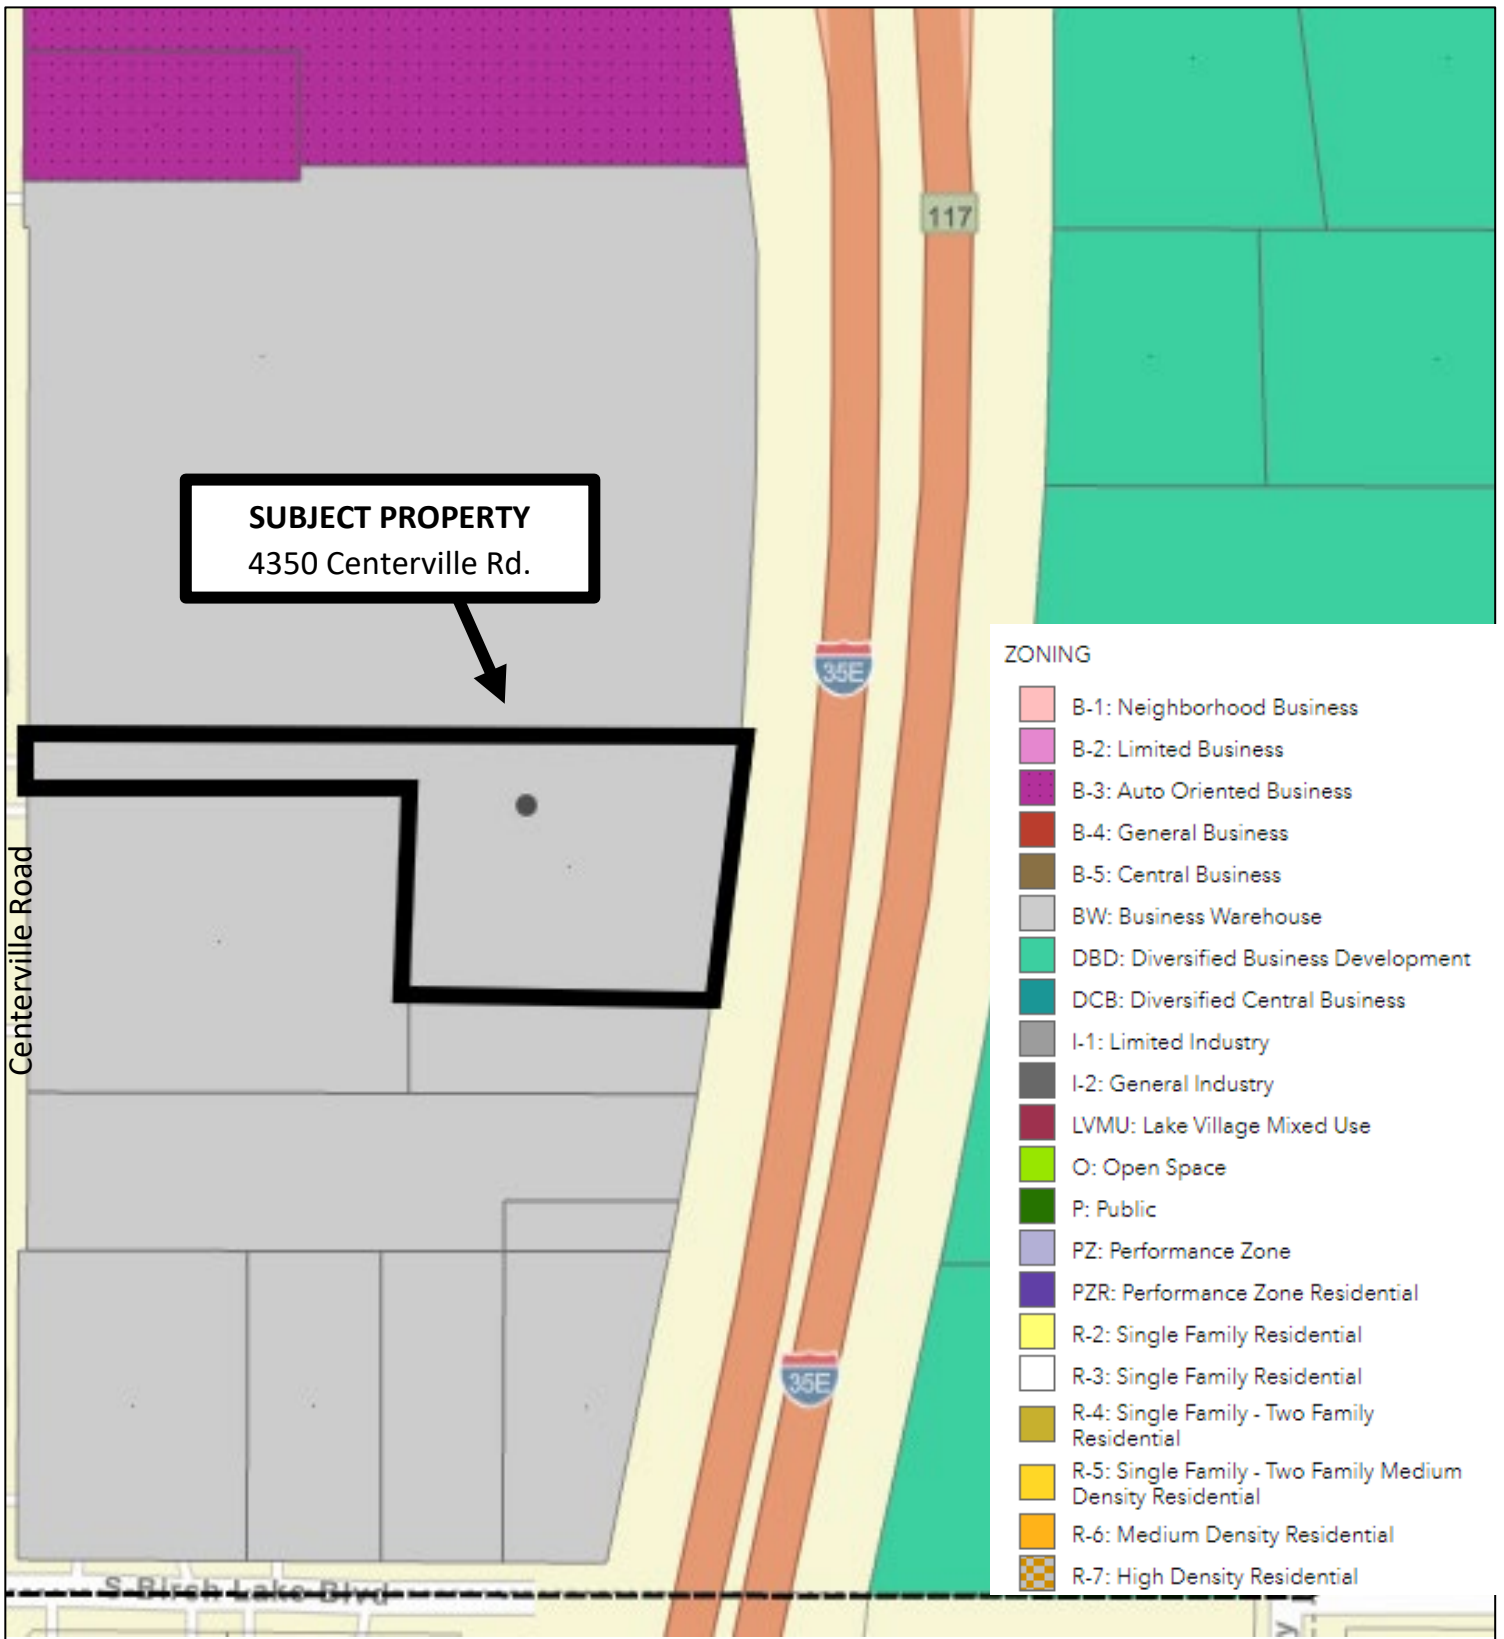 117
SUBJECT PROPERTY
4350 Centerville Rd.
35E
ZONING
B-1: Neighborhood Business
B-2: Limited Business
B-3: Auto Oriented Business
B-4: General Business
B-5: Central Business
BW: Business Warehouse
DBD: Diversified Business Development
DCB: Diversified Central Business
I-1: Limited Industry
I-2: General Industry
LVMU: Lake Village Mixed Use
O: Open Space
P: Public
PZ: Performance Zone
PZR: Performance Zone Residential
R-2: Single Family Residential
R-3: Single Family Residential
R-4: Single Family - Two Family
Residential
R-5: Single Family - Two Family Medium
Density Residential
R-6: Medium Density Residential
R-7: High Density Residential
Centerville Road
35E
S Birch Lake Blvd